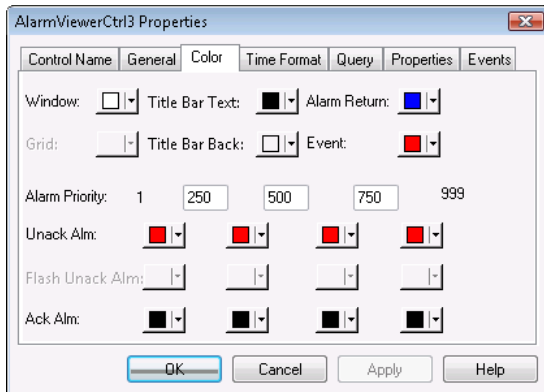 AlarmViewerCtrl3 Properties
Control Name General Color Time Format Query Properties Events
Window: Title Bar Text: Alarm Return:
Grid: Title Bar Back: Event:
Alarm Priority: 1 250 500 750 999
Unack Alm:
Flash Unack Alm:
Ack Alm:
OK Cancel Apply Help